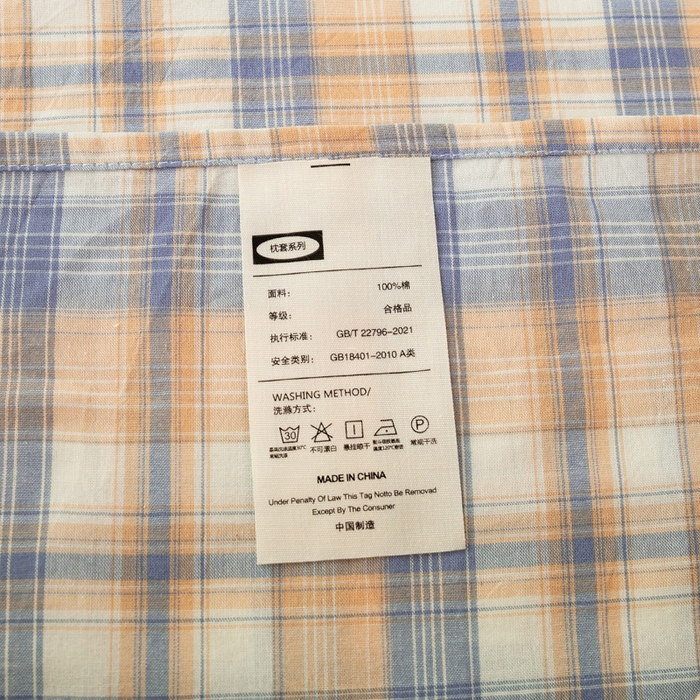 枕套系列
面料： 100%棉
等级： 合格品
执行标准： GB/T 22796-2021
安全类别： GB18401-2010 A类
WASHING METHOD/
洗涤方式：
30
不可漂白 悬挂晾干 常规干洗
P
MADE IN CHINA
Under Penalty Of Law This Tag Notto Be Removad
Except By The Consuner
中国制造